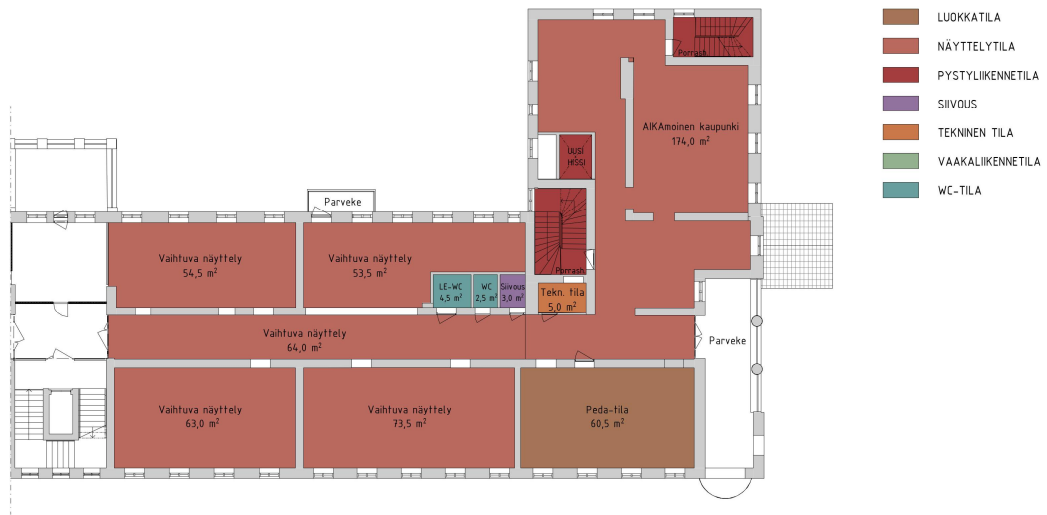 LUOKKATILA
NÄYTTELYTILA
PYSTYLIIKENNETILA
SIIVOUS
TEKNINEN TILA
VAAKALIIKENNETILA
WC-TILA
Porrash.
AIKAmoinen kaupunki
174,0 m²
UUSI
HISSI
Parveke
Vaihtuva näyttely
54,5 m²
Vaihtuva näyttely
53,5 m²
Porrash.
LE-WC
4,5 m²
WC
2,5 m²
Siivous
3,0 m²
Tekn. tila
5,0 m²
Vaihtuva näyttely
64,0 m²
Parveke
Vaihtuva näyttely
63,0 m²
Vaihtuva näyttely
73,5 m²
Peda-tila
60,5 m²